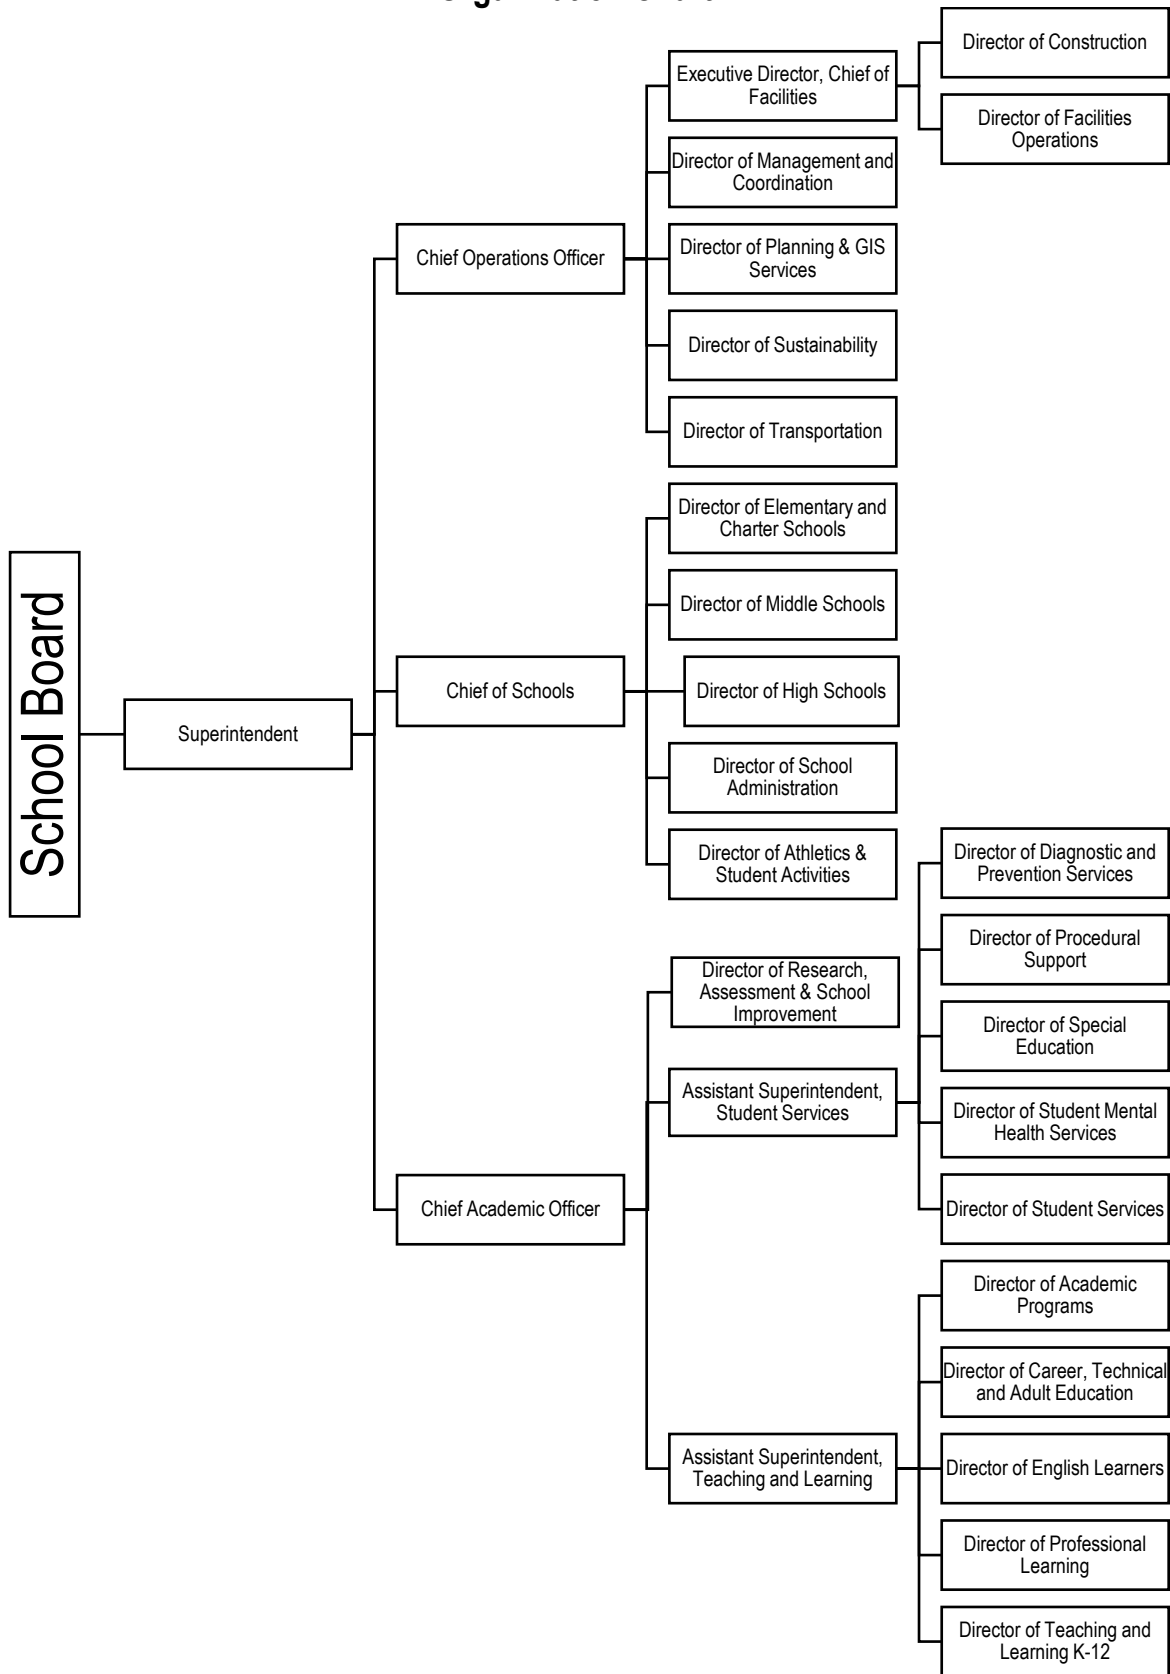 Director of Construction
Executive Director, Chief of
Facilities
Director of Facilities
Operations
Director of Management and
Coordination
Chief Operations Officer
Director of Planning & GIS
Services
Director of Sustainability
Director of Transportation
Director of Elementary and
Charter Schools
School Board
Superintendent
Director of Middle Schools
Chief of Schools
Director of High Schools
Director of School
Administration
Director of Athletics &
Student Activities
Director of Diagnostic and
Prevention Services
Director of Procedural
Support
Director of Research,
Assessment & School
Improvement
Director of Special
Education
Assistant Superintendent,
Student Services
Director of Student Mental
Health Services
Chief Academic Officer
Director of Student Services
Director of Academic
Programs
Director of Career, Technical
and Adult Education
Assistant Superintendent,
Teaching and Learning
Director of English Learners
Director of Professional
Learning
Director of Teaching and
Learning K-12